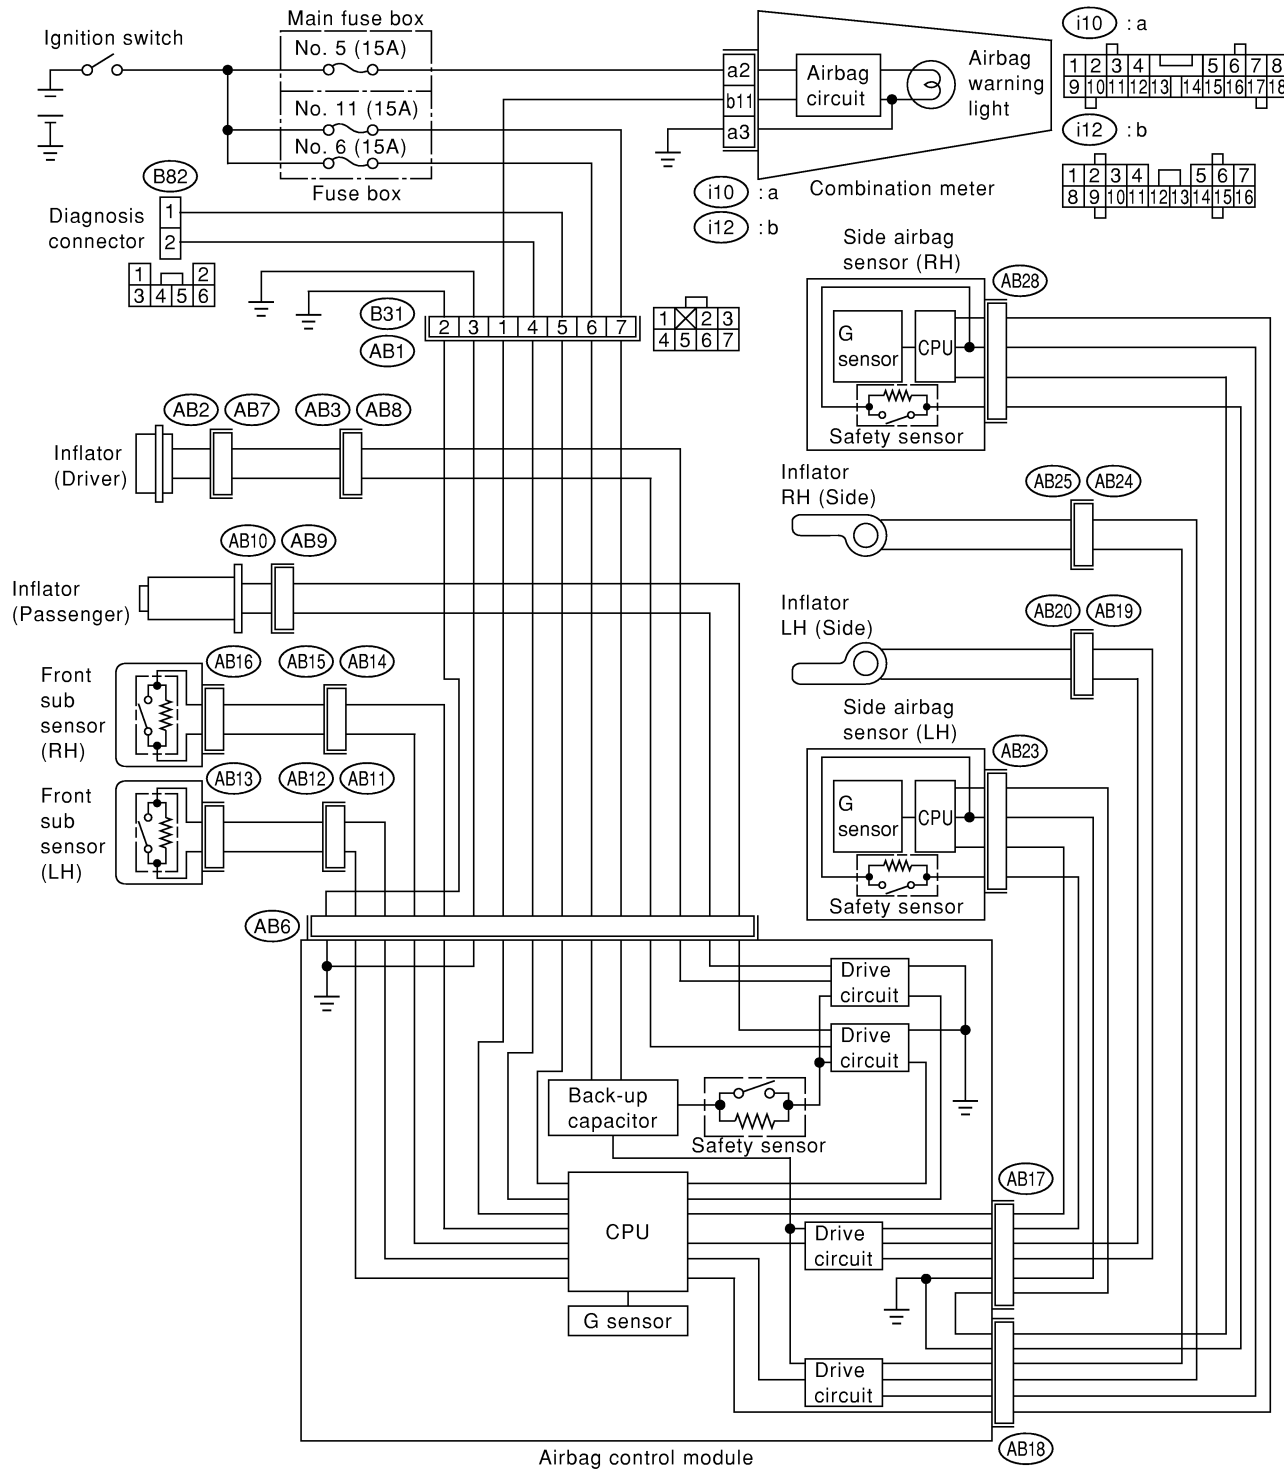 Main fuse box
Ignition switch
No. 5 (15A)
No. 11 (15A)
No. 6 (15A)
Fuse box
a2
b11
a3
Airbag
circuit
Airbag
warning
light
Combination meter
i10 : a
i12 : b
i10 : a
1 2 3 4 5 6 7 8
9 10 11 12 13 14 15 16 17 18
i12 : b
1 2 3 4 5 6 7
8 9 10 11 12 13 14 15 16
B82
Diagnosis
connector
1
2
1 2
3 4 5 6
B31
AB1
2 3 1 4 5 6 7
1 2 3
4 5 6 7
Side airbag
sensor (RH)
AB28
G
sensor
CPU
Safety sensor
AB2 AB7 AB3 AB8
Inflator
(Driver)
Inflator
RH (Side)
AB25 AB24
AB10 AB9
Inflator
(Passenger)
Inflator
LH (Side)
AB20 AB19
Front
sub
sensor
(RH)
AB16 AB15 AB14
Side airbag
sensor (LH)
AB23
G
sensor
CPU
Safety sensor
Front
sub
sensor
(LH)
AB13 AB12 AB11
AB6
Drive
circuit
Drive
circuit
Back-up
capacitor
Safety sensor
AB17
CPU
Drive
circuit
G sensor
Drive
circuit
AB18
Airbag control module